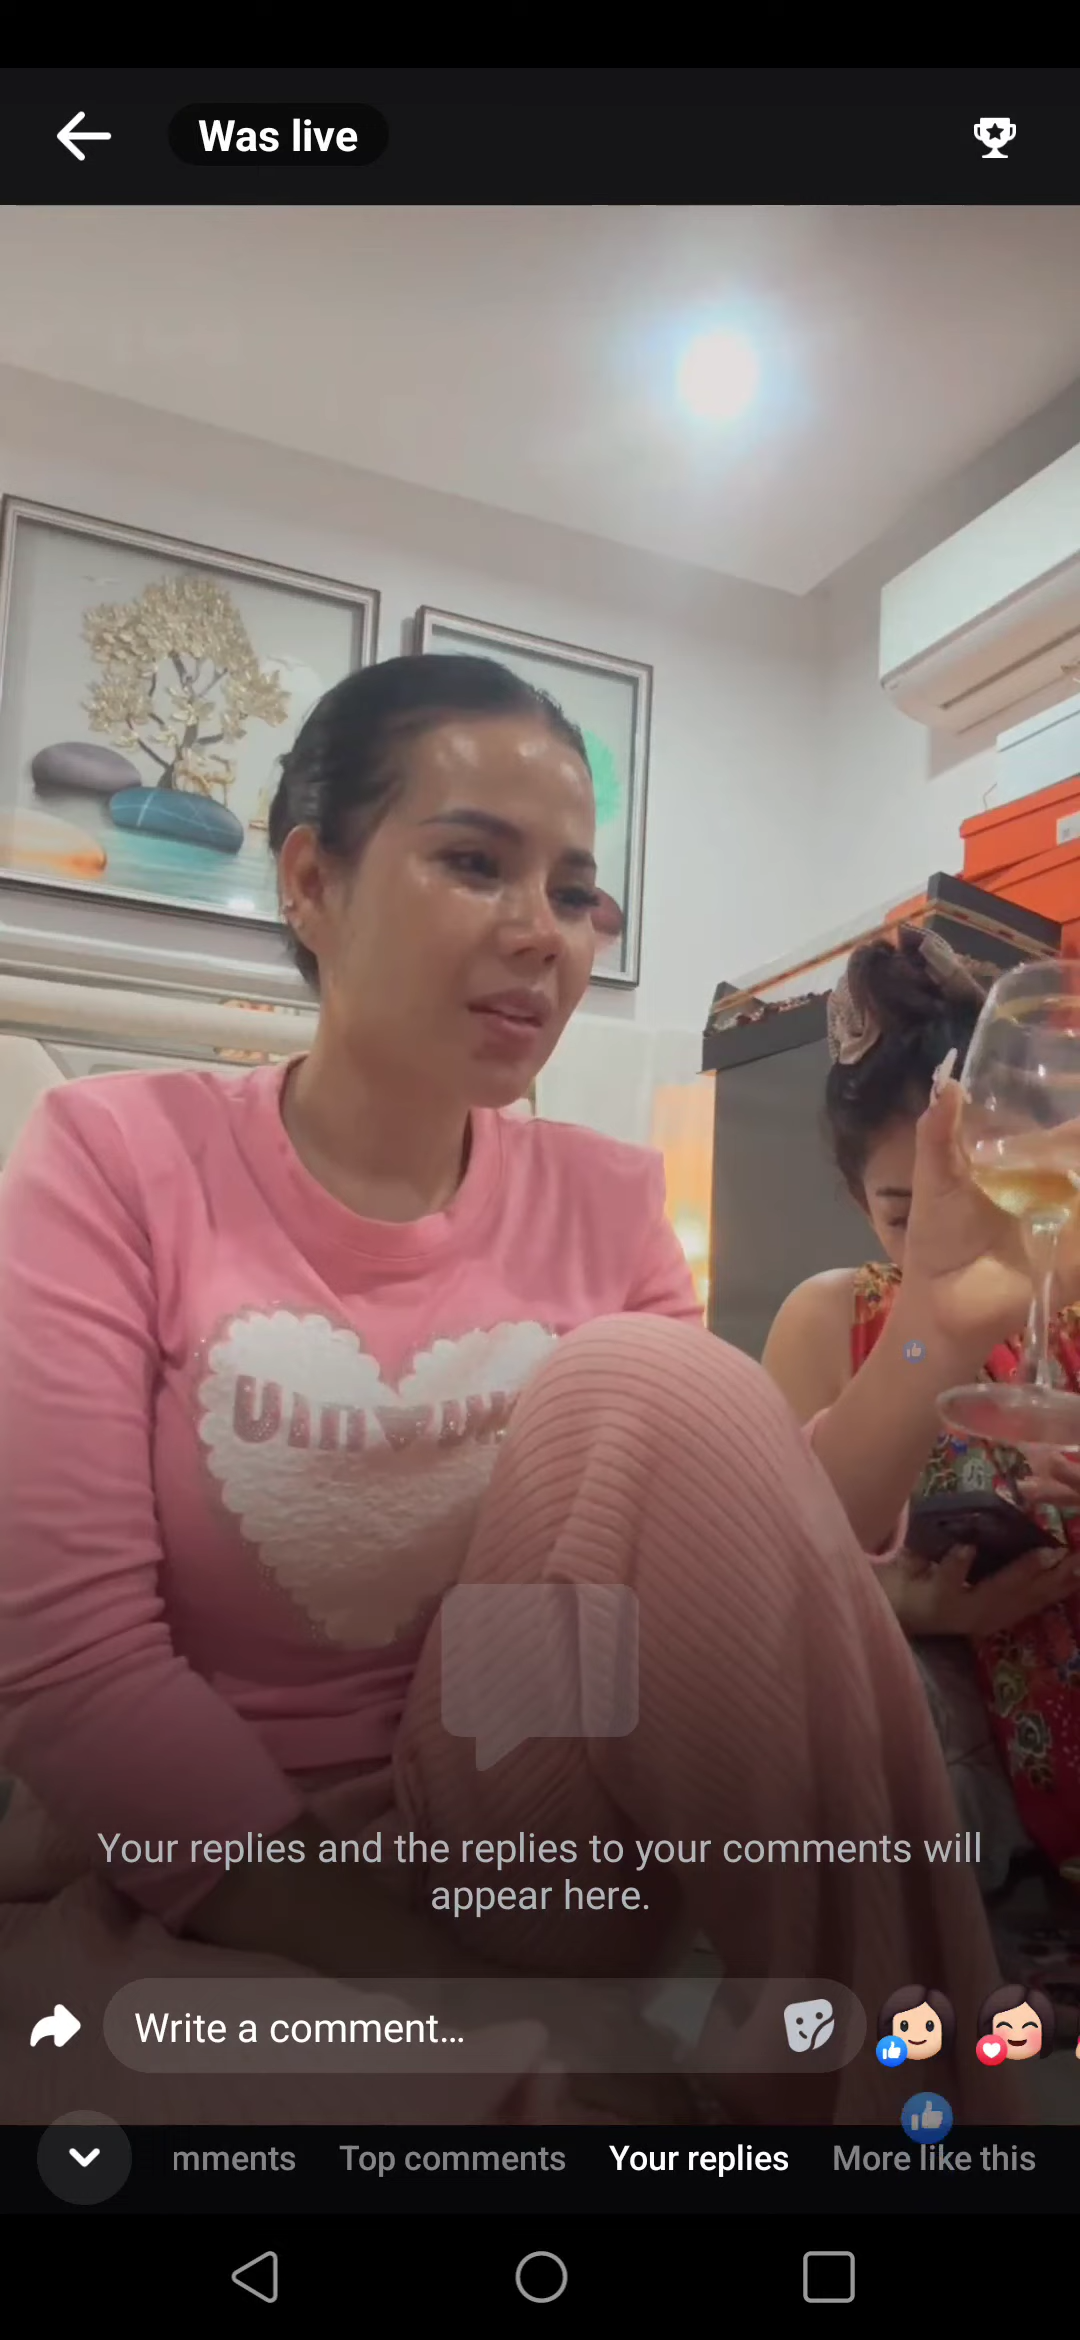 Was live
Your replies and the replies to your comments will
appear here.
Write a comment...
mments
Top comments
Your replies
More like this